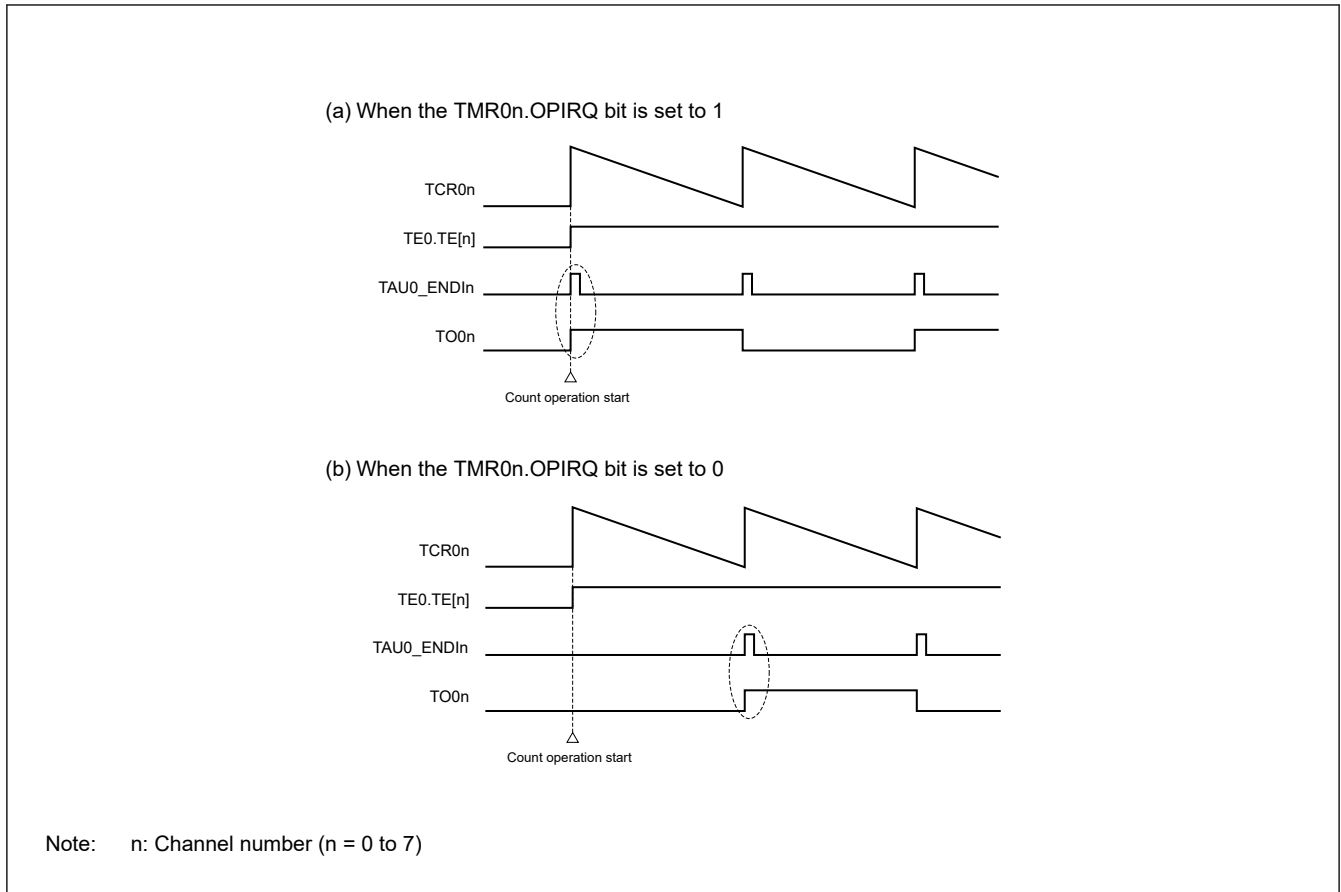 (a) When the TMR0n.OPIRQ bit is set to 1
TCR0n
TE0.TE[n]
TAU0_ENDIn
TO0n
Count operation start
(b) When the TMR0n.OPIRQ bit is set to 0
TCR0n
TE0.TE[n]
TAU0_ENDIn
TO0n
Count operation start
Note: n: Channel number (n = 0 to 7)